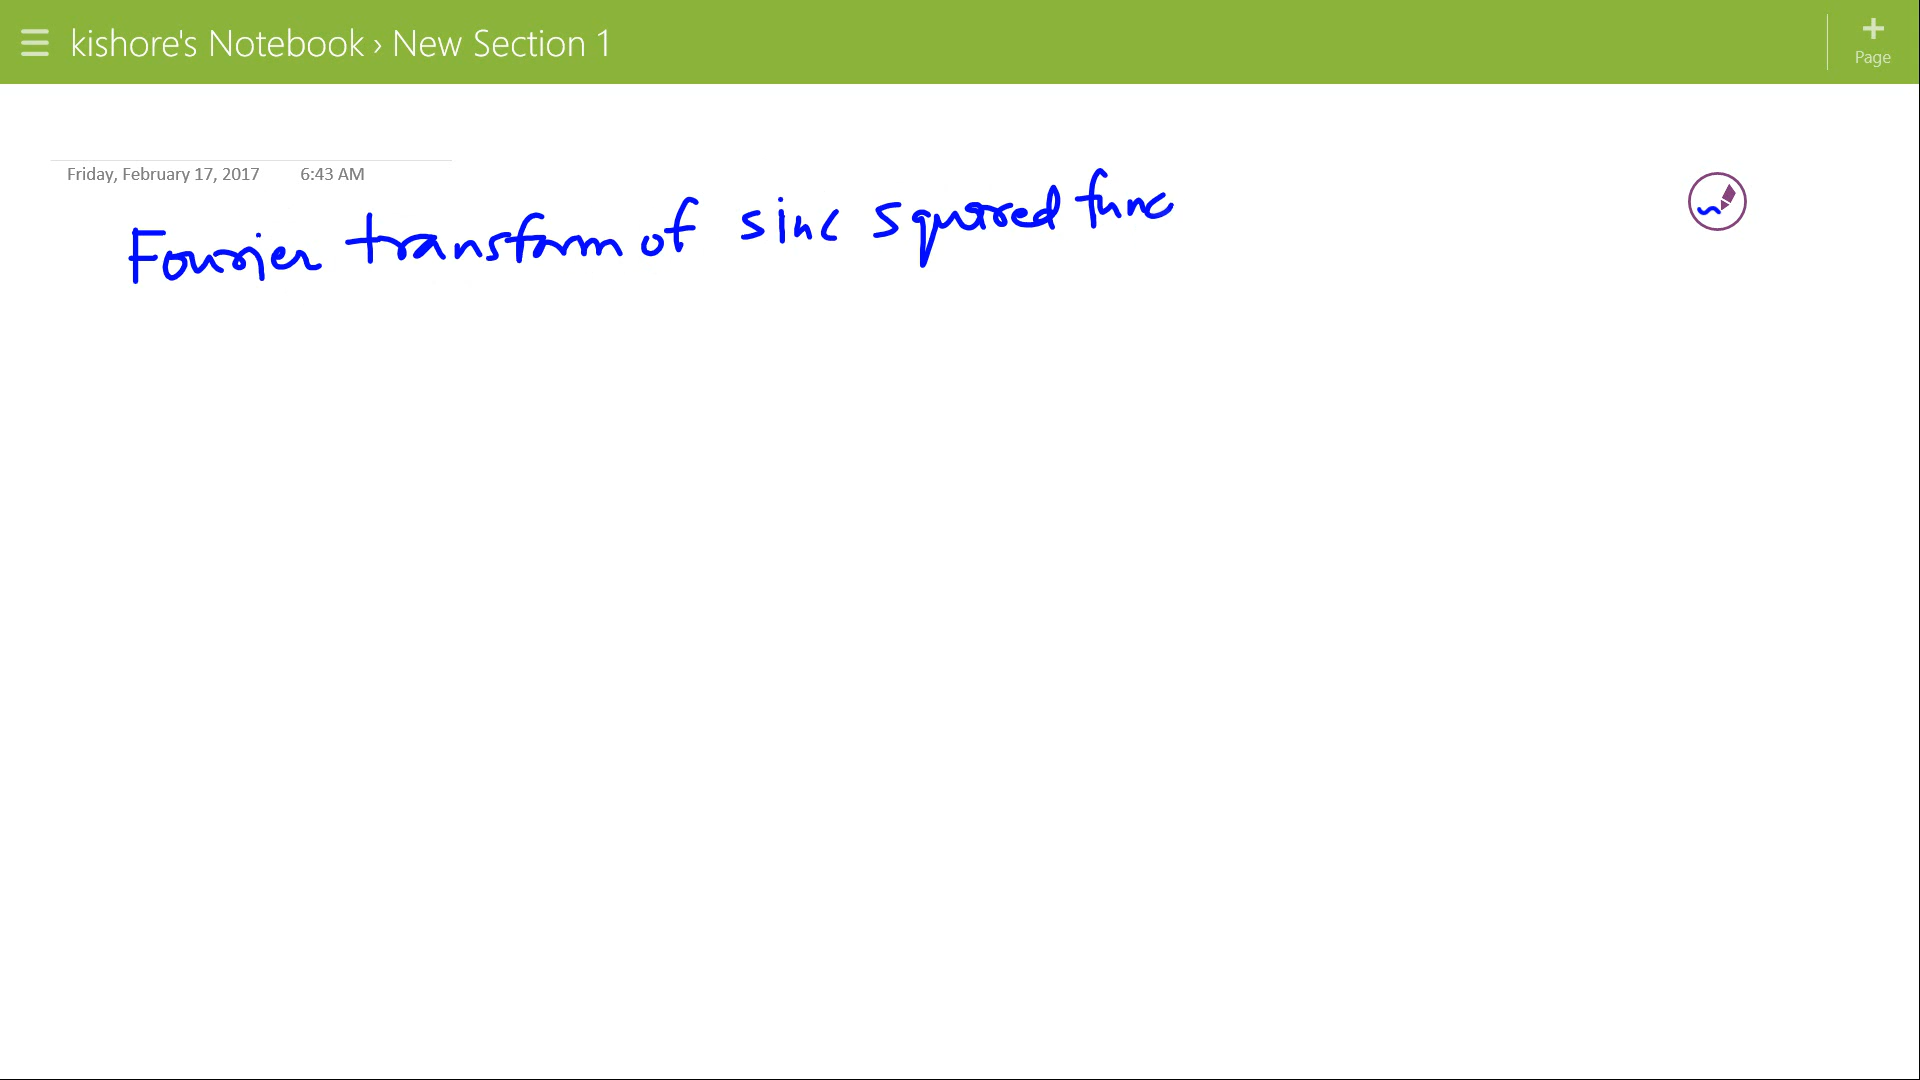 kishore's Notebook › New Section 1
Page
Friday, February 17, 2017 6:43 AM
Fourier transform of sinc squared func